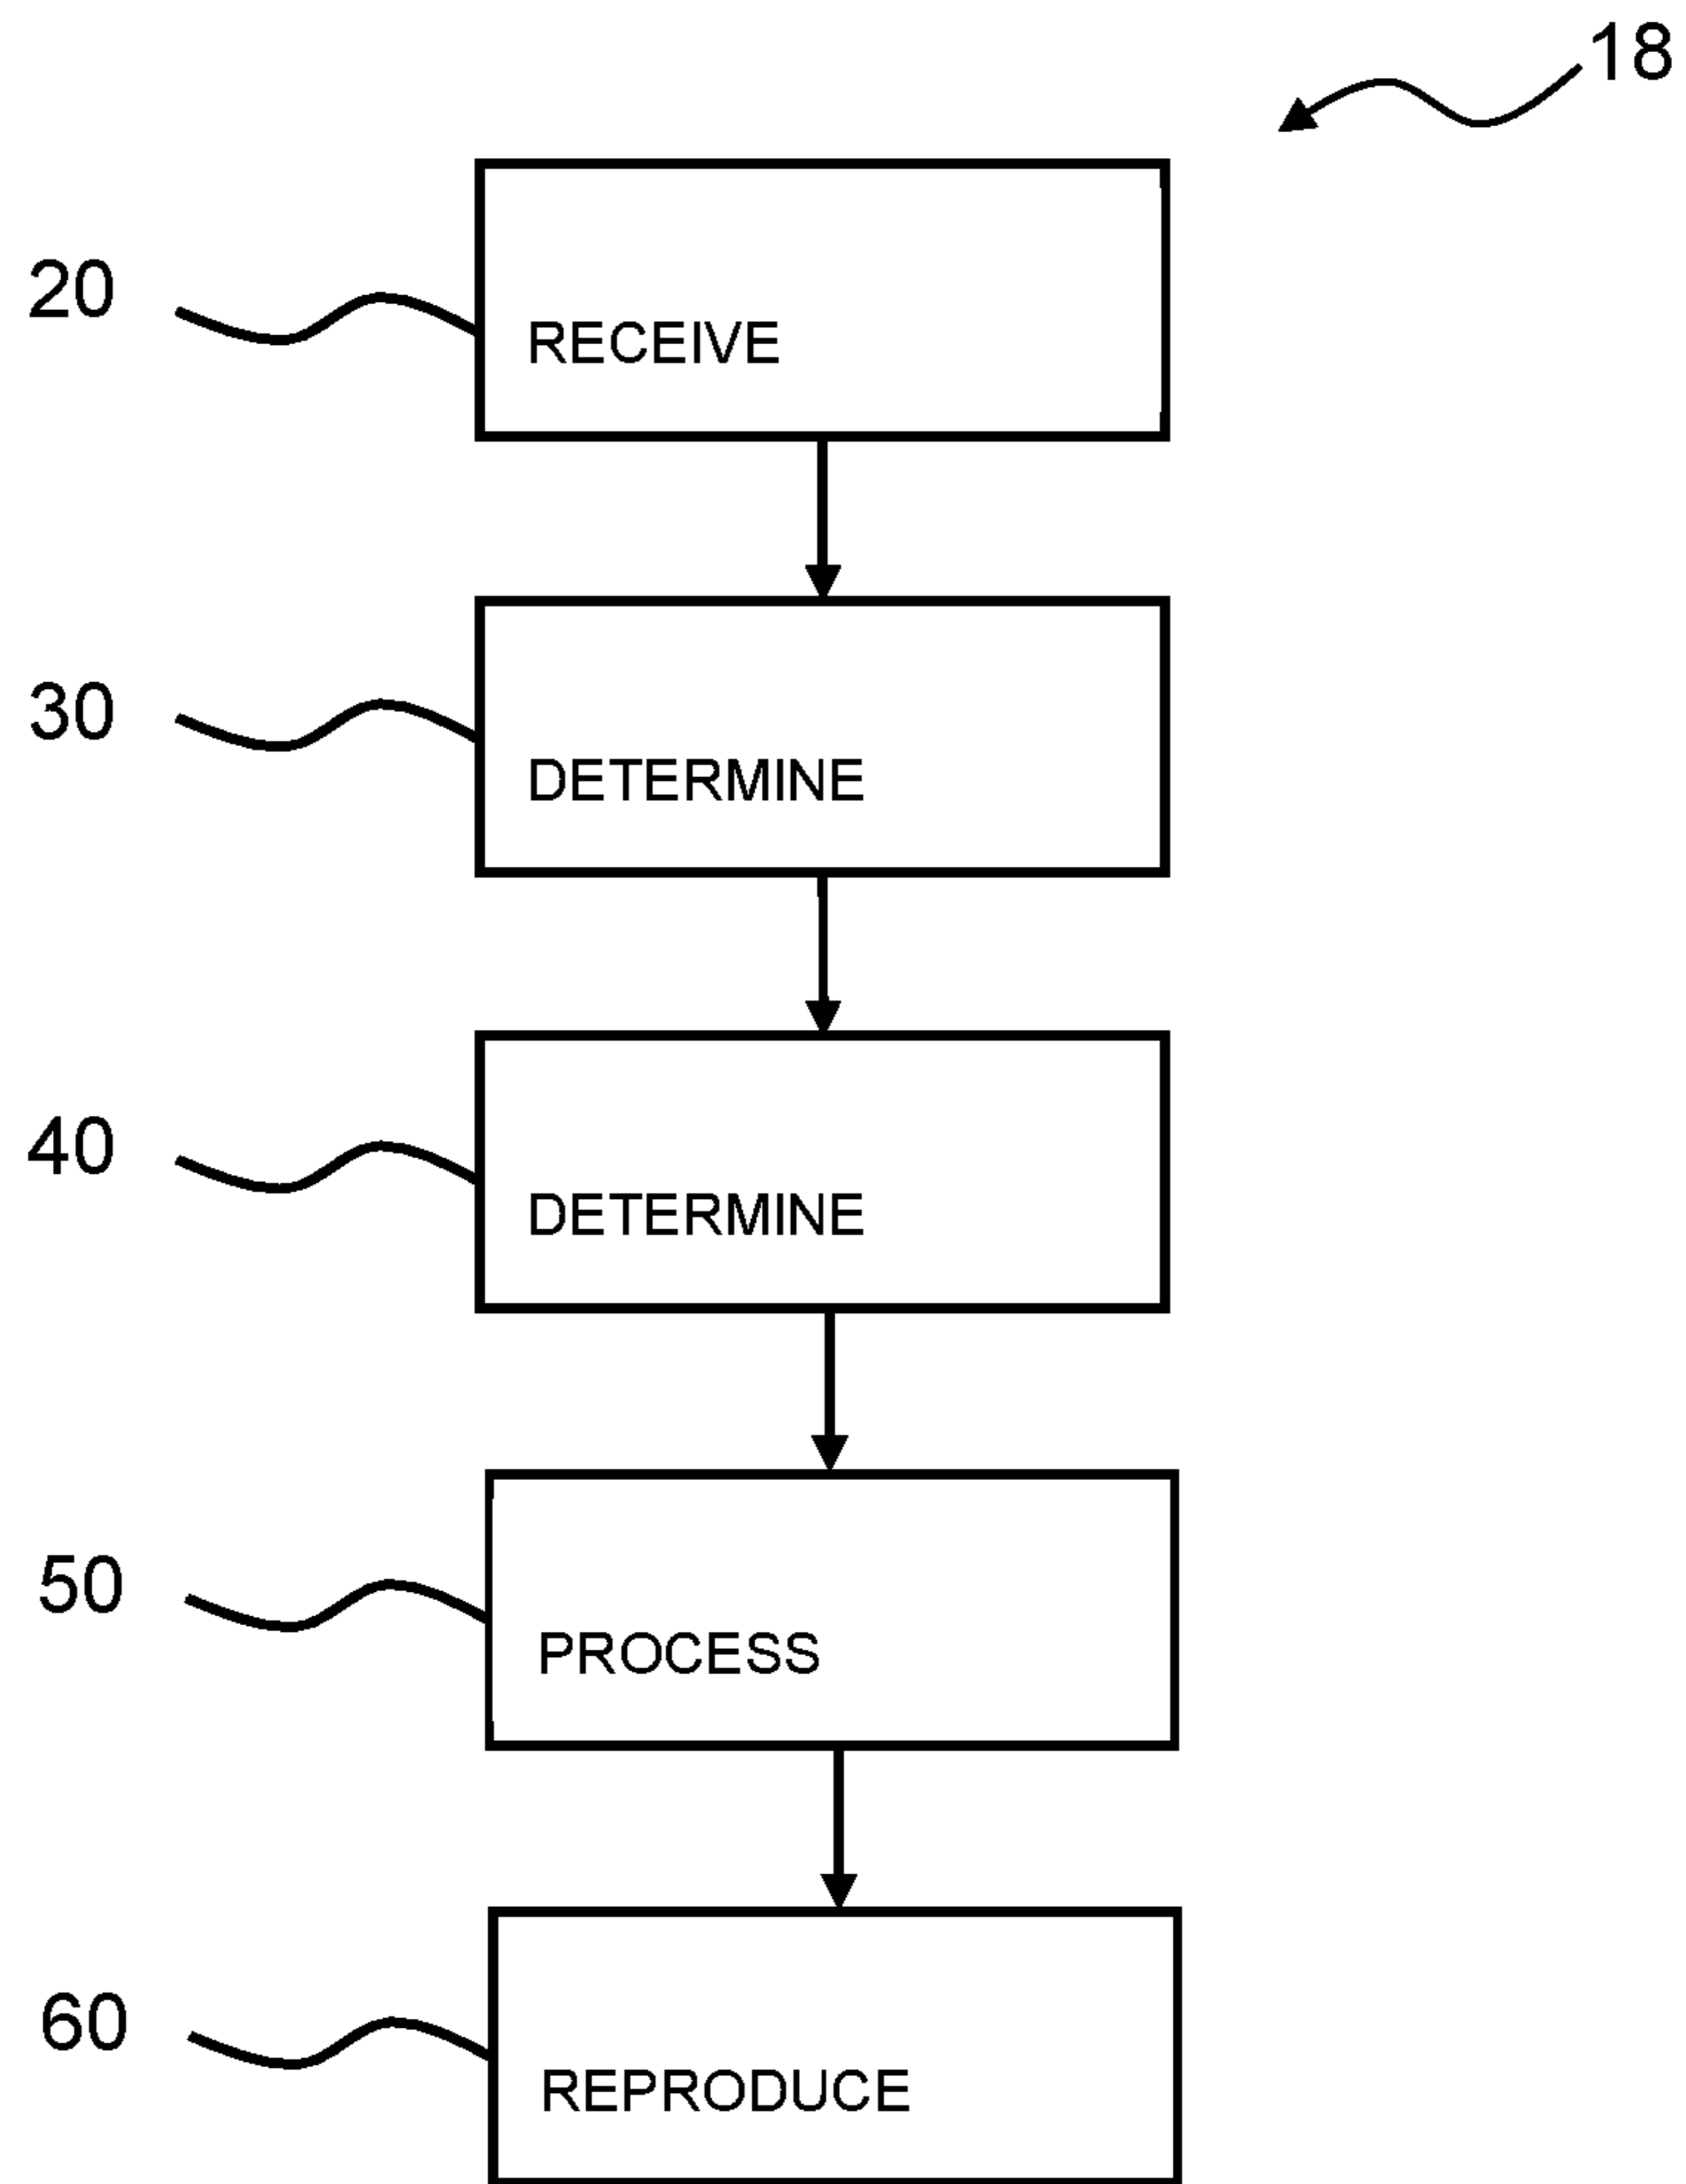 18
20
RECEIVE
30
DETERMINE
40
DETERMINE
50
PROCESS
60
REPRODUCE